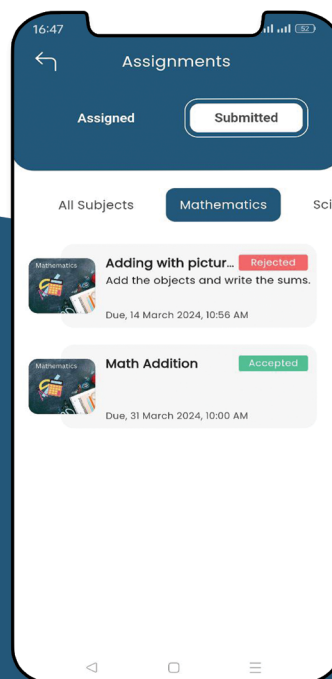 16:47
52
Assignments
Assigned
Submitted
All Subjects
Mathematics
Sci
Mathematics
Adding with pictur...
Rejected
Add the objects and write the sums.
Due, 14 March 2024, 10:56 AM
Mathematics
Math Addition
Accepted
Due, 31 March 2024, 10:00 AM